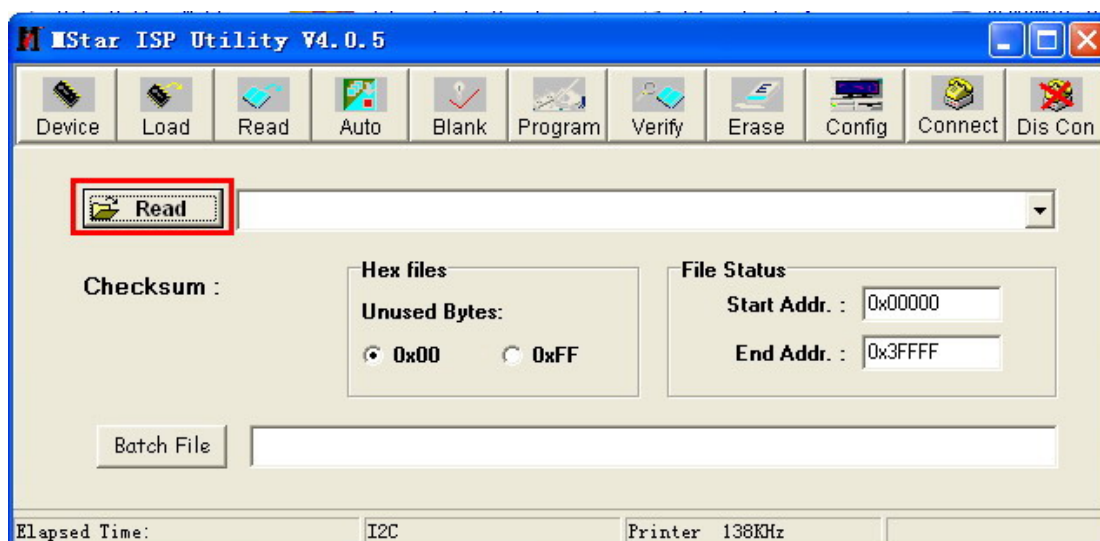 MStar ISP Utility V4.0.5
Device Load Read Auto Blank Program Verify Erase Config Connect Dis Con
Read
Checksum :
Hex files
Unused Bytes:
0x00 0xFF
File Status
Start Addr. : 0x00000
End Addr. : 0x3FFFF
Batch File
Elapsed Time: I2C Printer 138KHz